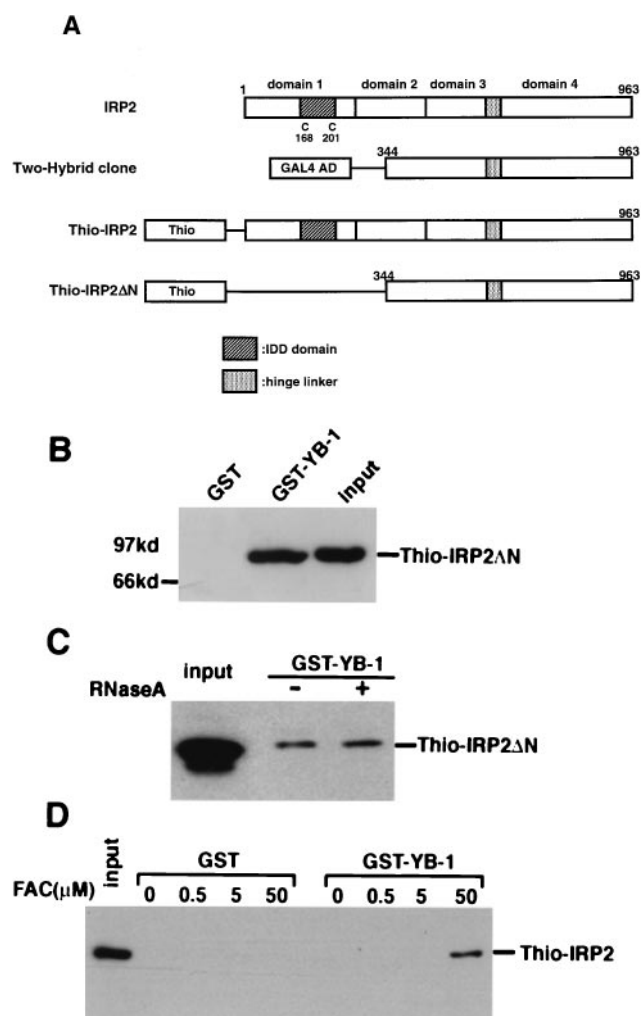 A
1 domain 1 domain 2 domain 3 domain 4 963
IRP2
C C
168 201
344 963
Two-Hybrid clone GAL4 AD
963
Thio-IRP2 Thio
344 963
Thio-IRP2ΔN Thio
:IDD domain
:hinge linker
B
GST GST-YB-1 input
97kd
Thio-IRP2ΔN
66kd
C
input GST-YB-1
RNaseA - +
Thio-IRP2ΔN
D
input GST GST-YB-1
FAC(μM) 0 0.5 5 50 0 0.5 5 50
Thio-IRP2